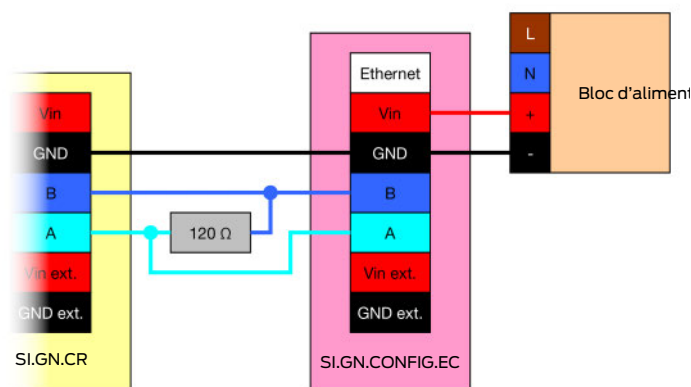 Vin
GND
B
A
Vin ext.
GND ext.
SI.GN.CR
120 Ω
Ethernet
Vin
GND
B
A
Vin ext.
GND ext.
SI.GN.CONFIG.EC
L
N
+
-
Bloc d'aliment